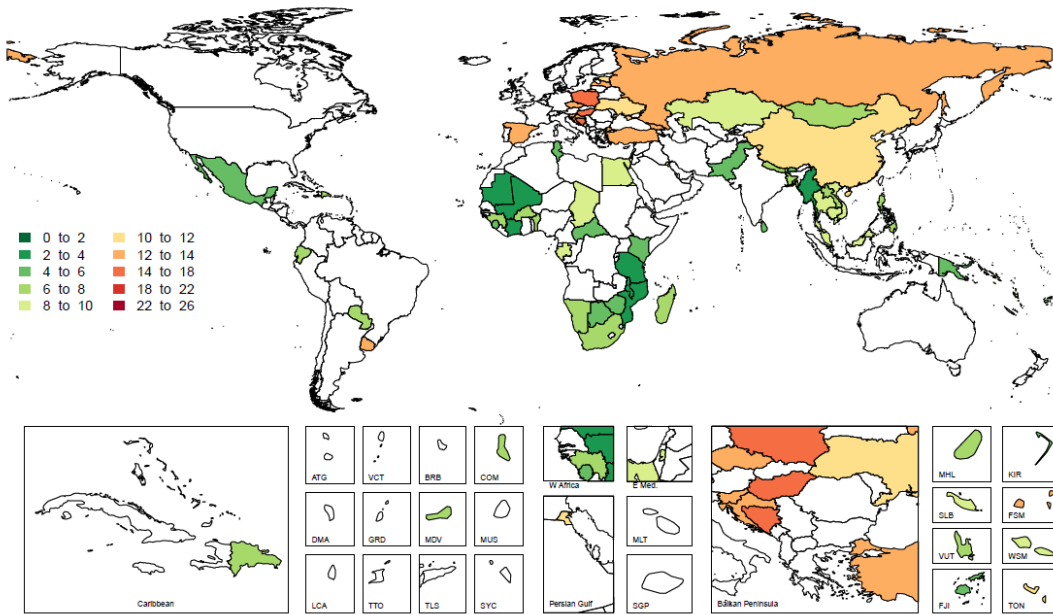 0 to 2
2 to 4
4 to 6
6 to 8
8 to 10
10 to 12
12 to 14
14 to 18
18 to 22
22 to 26
Caribbean
ATG
VCT
BRB
COM
DMA
GRD
MDV
MUS
LCA
TTO
TLS
SYC
W Africa
E Med.
Persian Gulf
MLT
SGP
Balkan Peninsula
MHL
KIR
SLB
FSM
VUT
WSM
FJI
TON